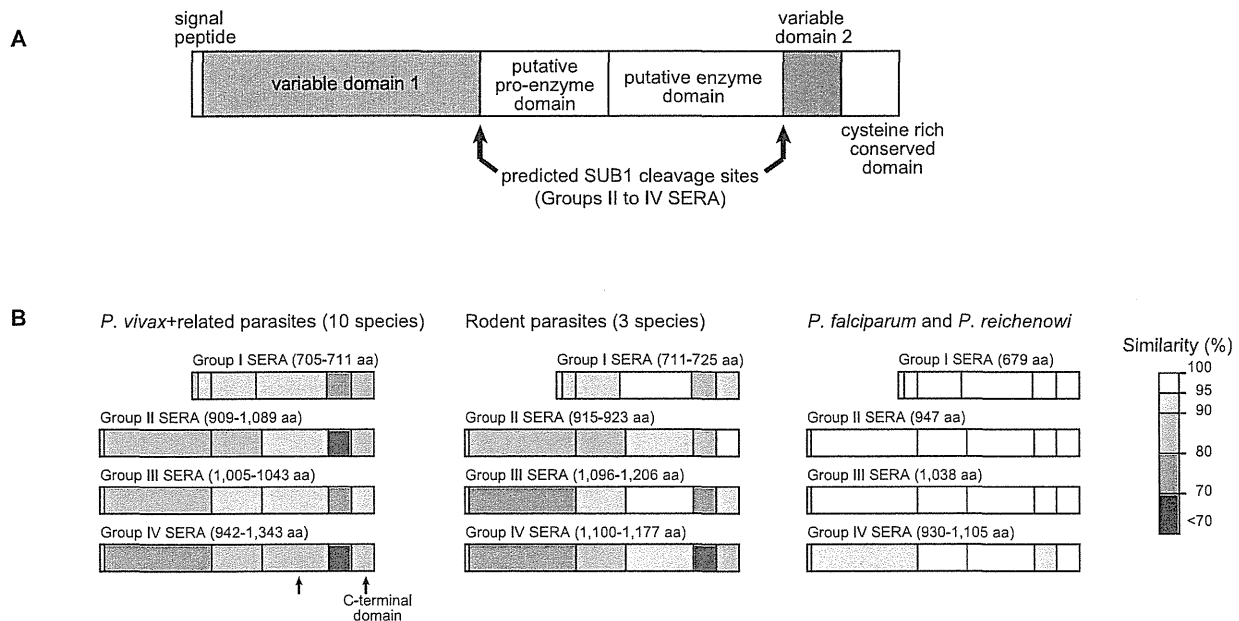 A
signal
peptide
variable domain 1
putative
pro-enzyme
domain
putative enzyme
domain
variable
domain 2
cysteine rich
conserved
domain
predicted SUB1 cleavage sites
(Groups II to IV SERA)
B
P. vivax+related parasites (10 species)
Group I SERA (705-711 aa)
Group II SERA (909-1,089 aa)
Group III SERA (1,005-1043 aa)
Group IV SERA (942-1,343 aa)
C-terminal
domain
Rodent parasites (3 species)
Group I SERA (711-725 aa)
Group II SERA (915-923 aa)
Group III SERA (1,096-1,206 aa)
Group IV SERA (1,100-1,177 aa)
P. falciparum and P. reichenowi
Group I SERA (679 aa)
Group II SERA (947 aa)
Group III SERA (1,038 aa)
Group IV SERA (930-1,105 aa)
Similarity (%)
100
95
90
80
70
<70